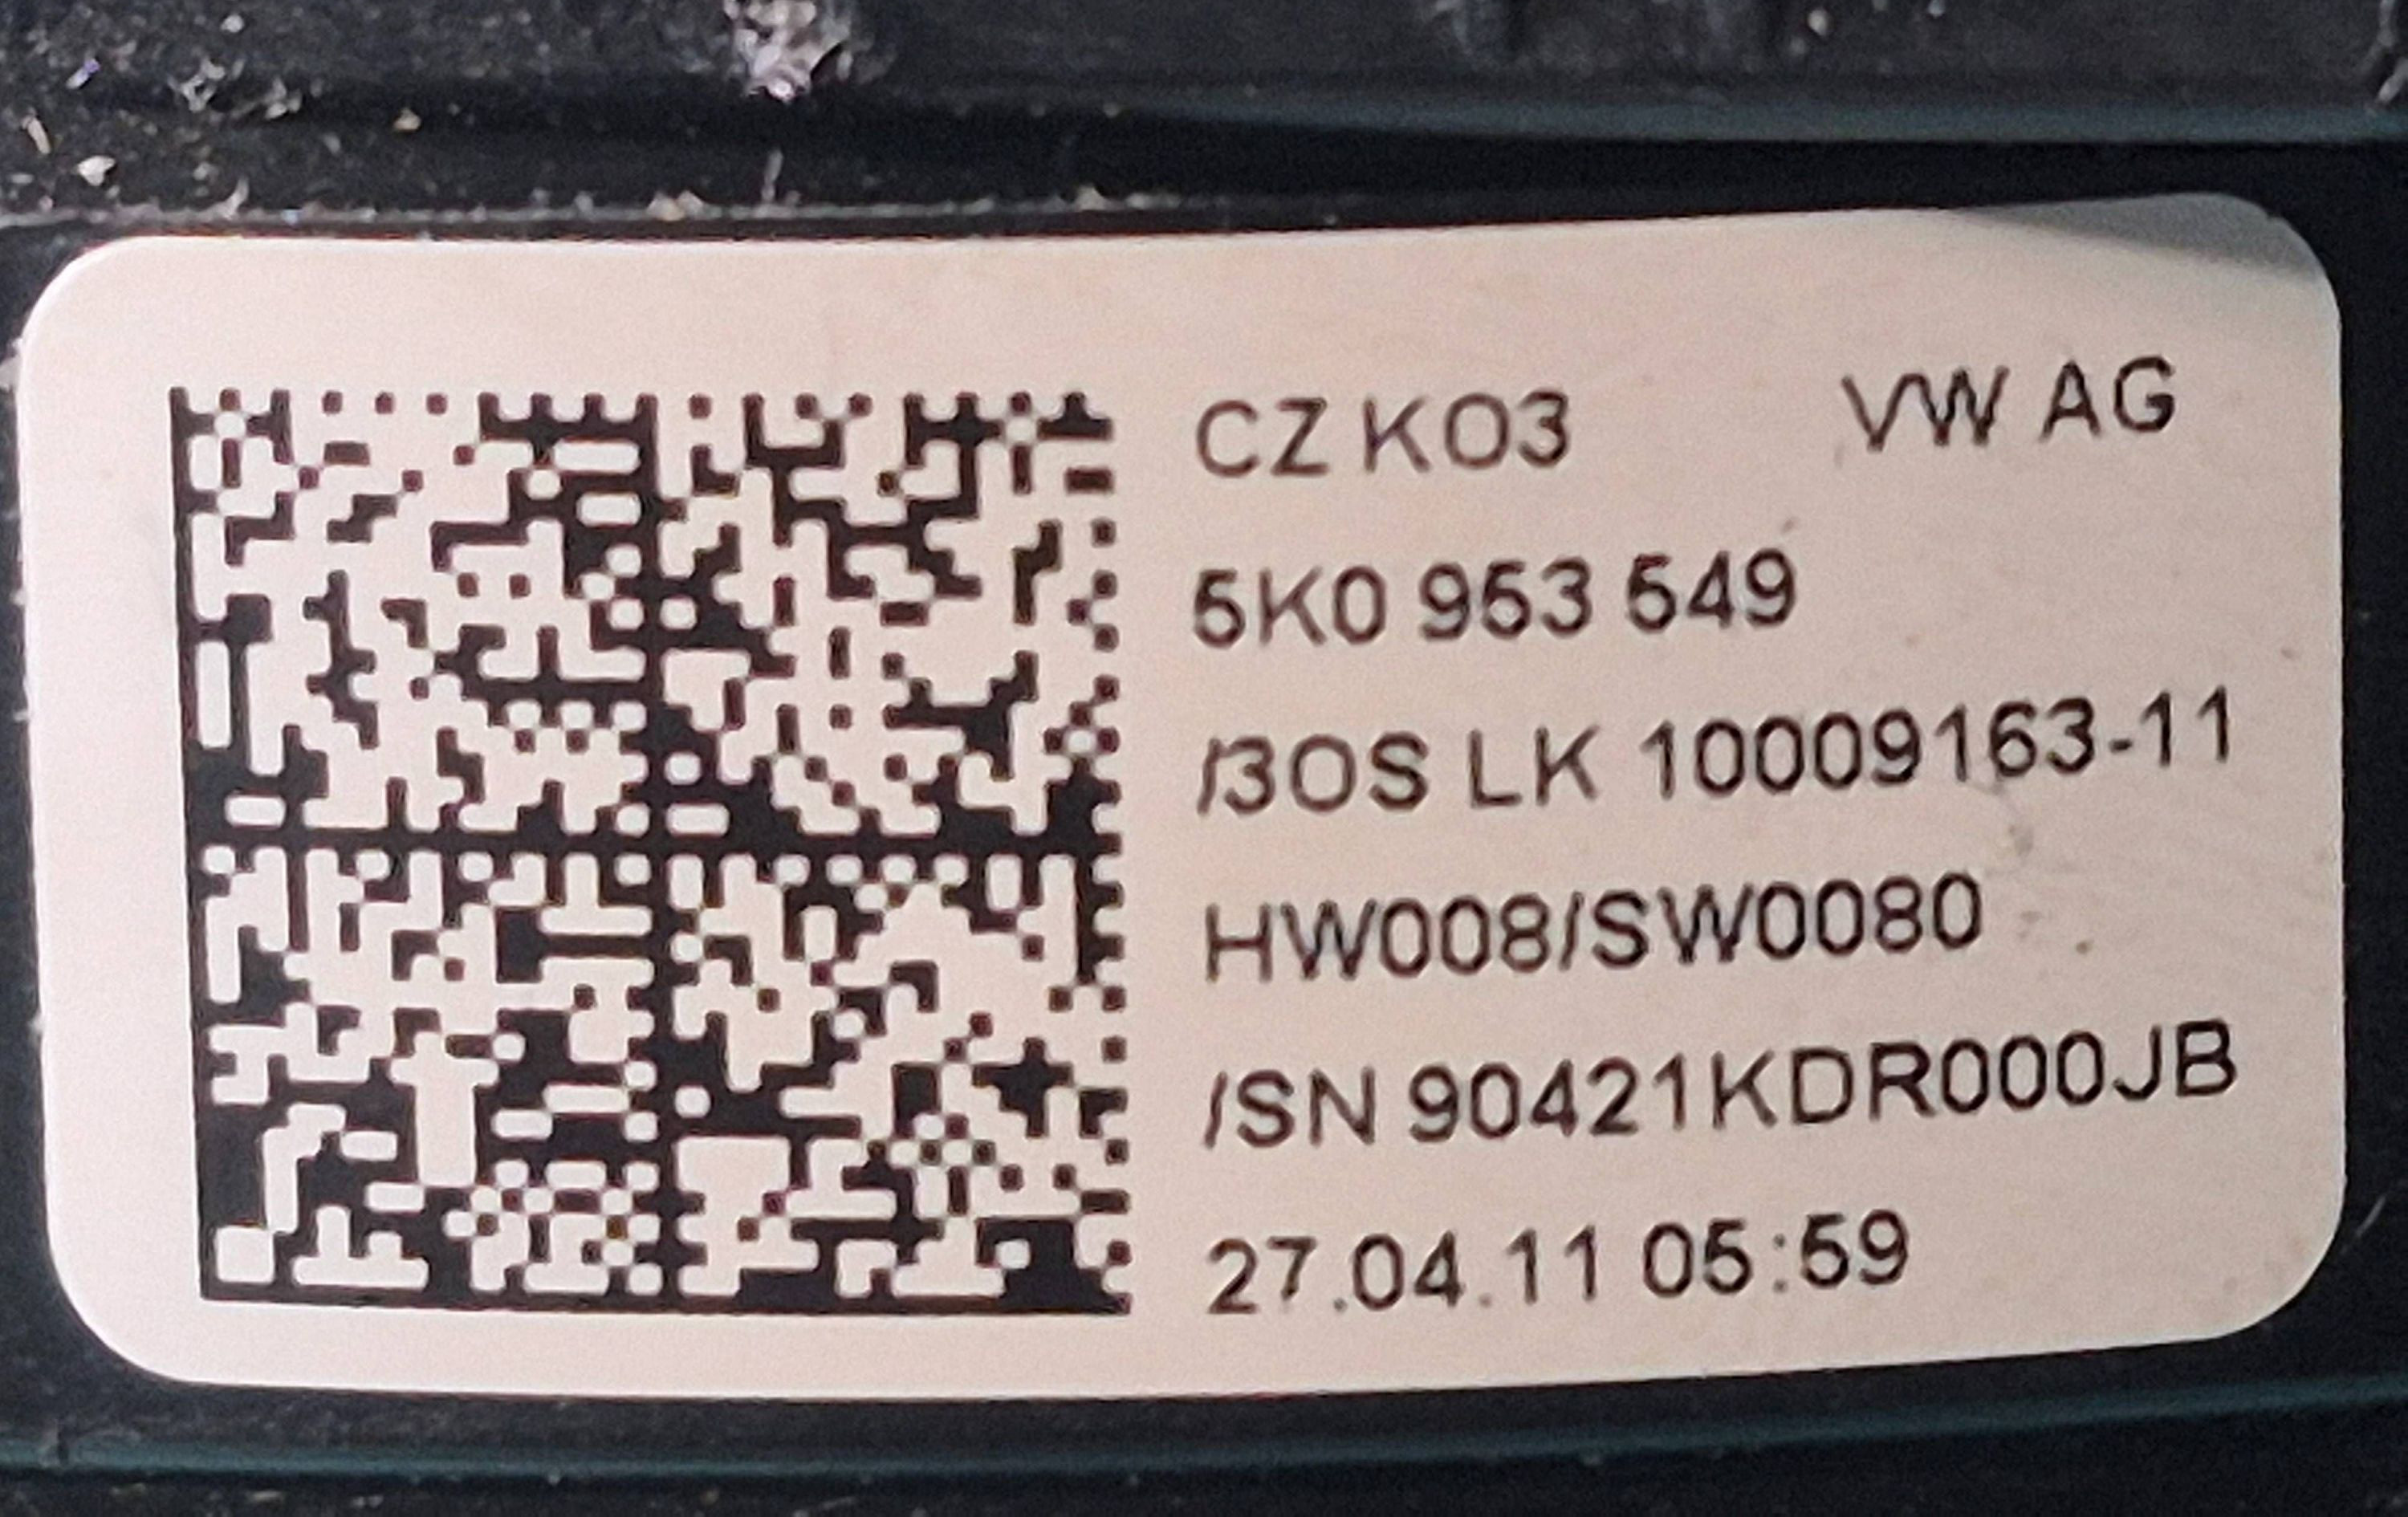 CZ KO3 VW AG
5K0 953 549
/3OS LK 10009163-11
HW008/SW0080
/SN 90421KDR000JB
27.04.11 05:59